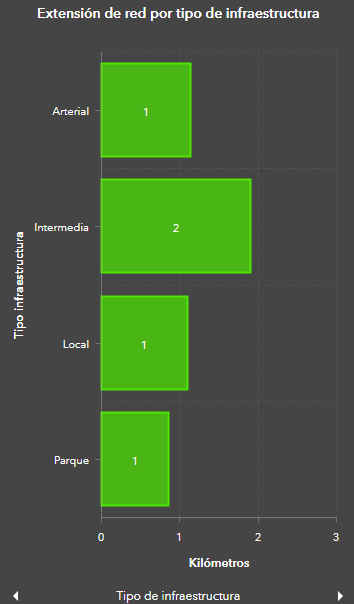 Extensión de red por tipo de infraestructura
Tipo infraestructura
Arterial
1
Intermedia
2
Local
1
Parque
1
0 1 2 3
Kilómetros
Tipo de infraestructura